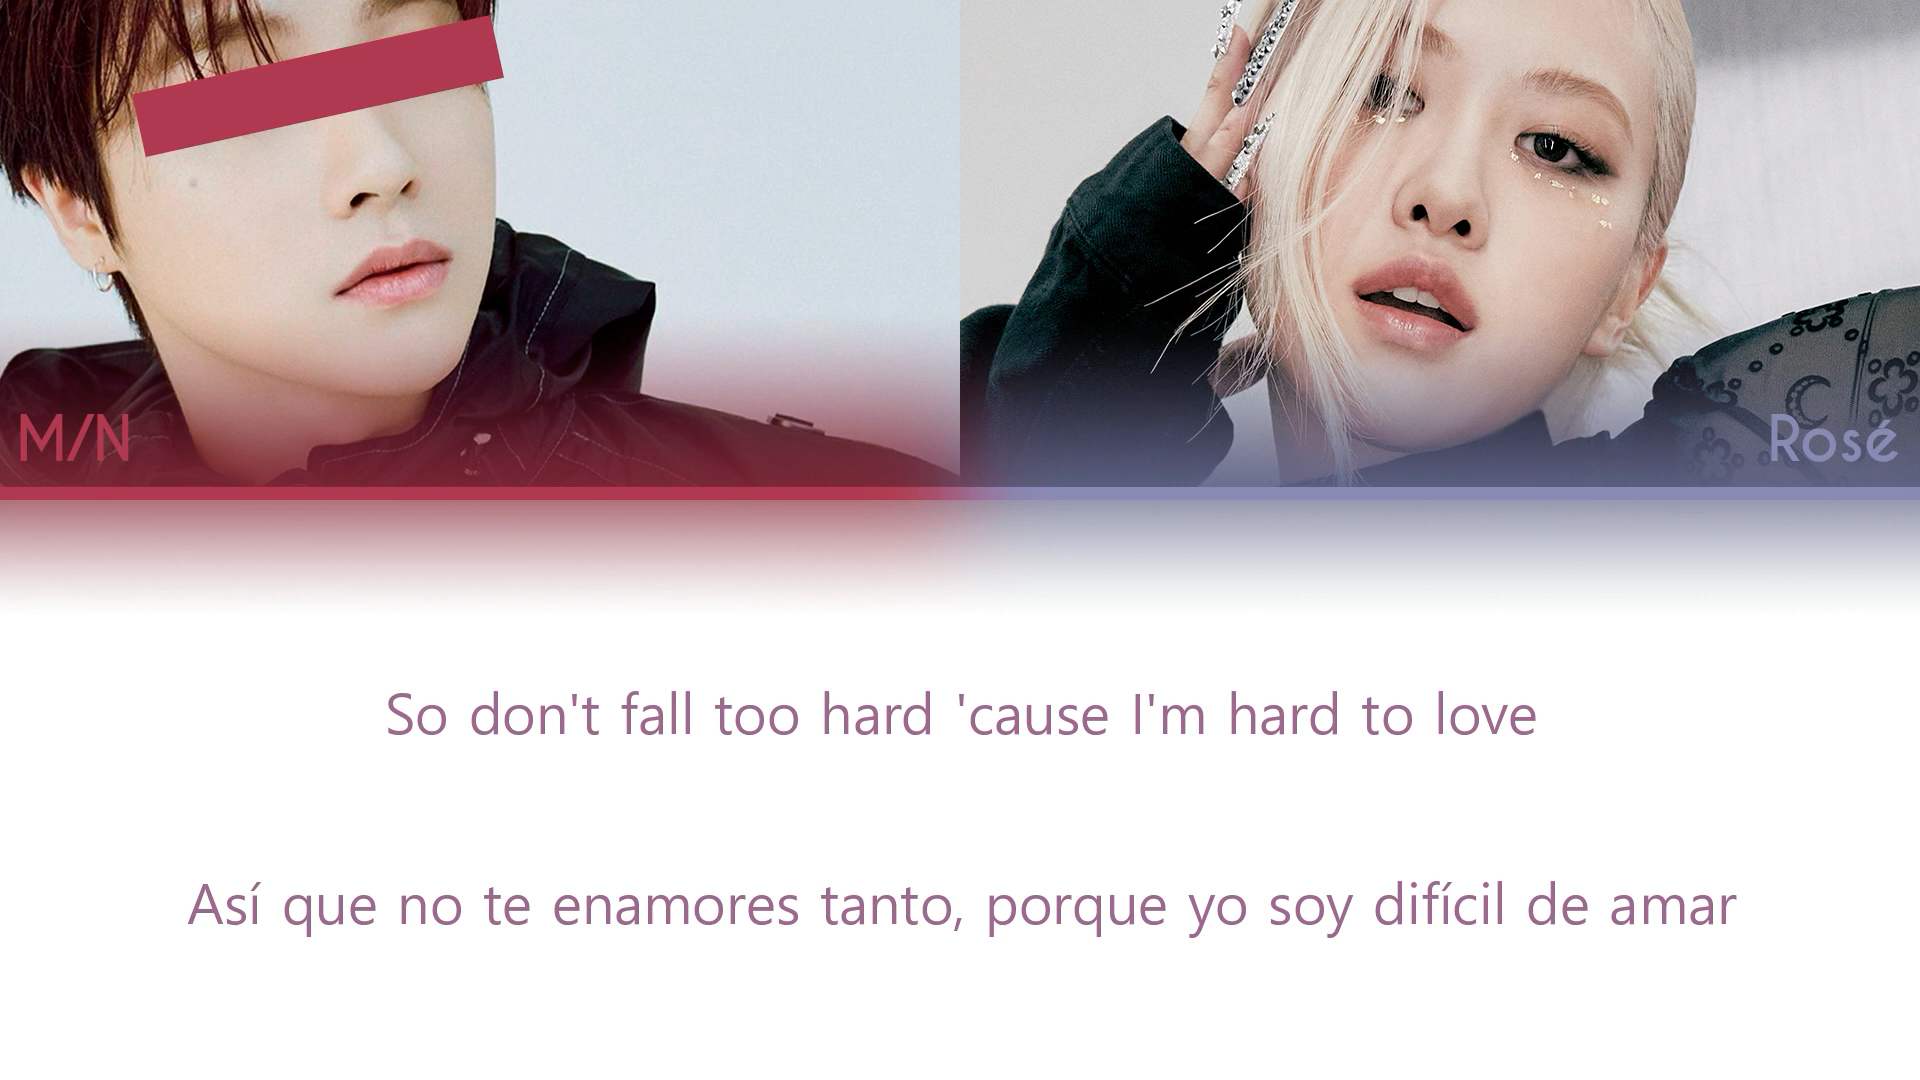 M/N
Rosé
So don't fall too hard 'cause I'm hard to love
Así que no te enamores tanto, porque yo soy difícil de amar